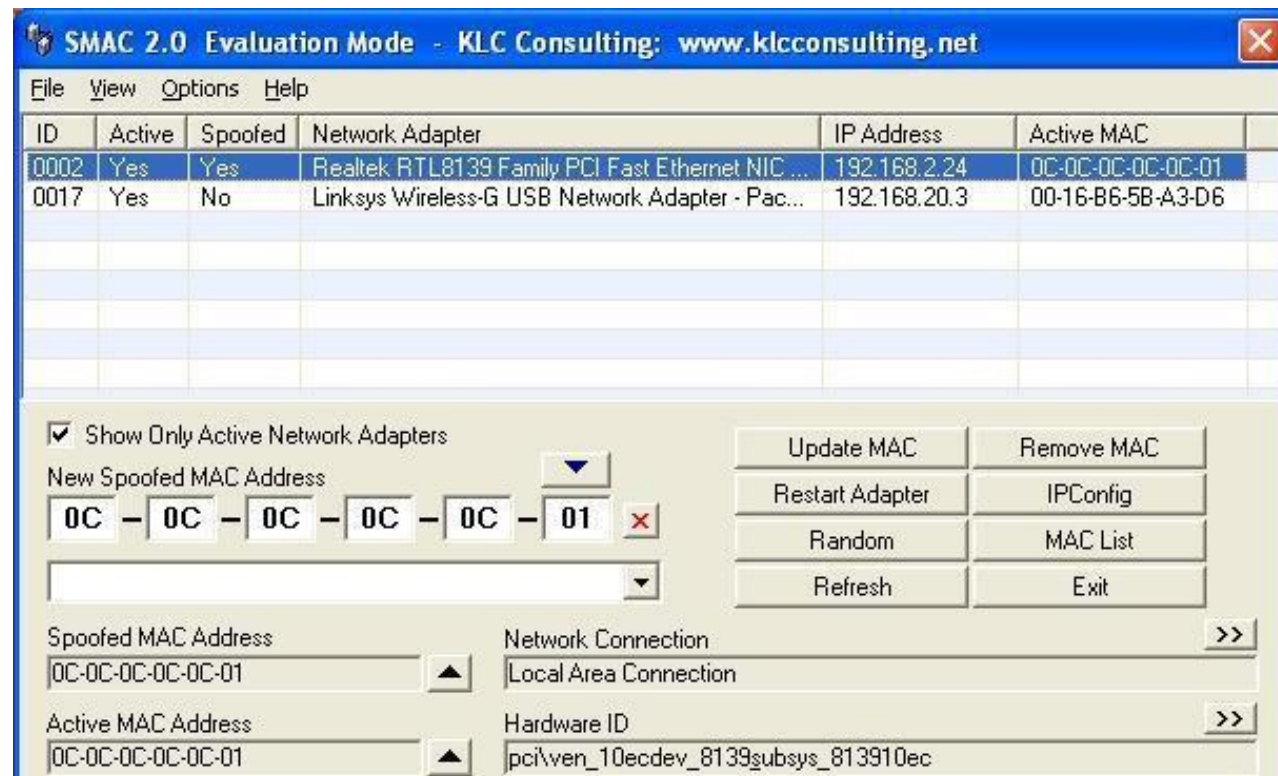 SMAC 2.0 Evaluation Mode - KLC Consulting: www.klcconsulting.net
File View Options Help
ID Active Spoofed Network Adapter IP Address Active MAC
0002 Yes Yes Realtek RTL8139 Family PCI Fast Ethernet NIC ... 192.168.2.24 0C-0C-0C-0C-0C-01
0017 Yes No Linksys Wireless-G USB Network Adapter - Pac... 192.168.20.3 00-16-B6-5B-A3-D6
Show Only Active Network Adapters
New Spoofed MAC Address
0C - 0C - 0C - 0C - 0C - 01
Update MAC Remove MAC
Restart Adapter IPConfig
Random MAC List
Refresh Exit
Spoofed MAC Address
0C-0C-0C-0C-0C-01
Network Connection >>
Local Area Connection
Active MAC Address
0C-0C-0C-0C-0C-01
Hardware ID >>
pci\ven_10ecdev_8139subsys_813910ec